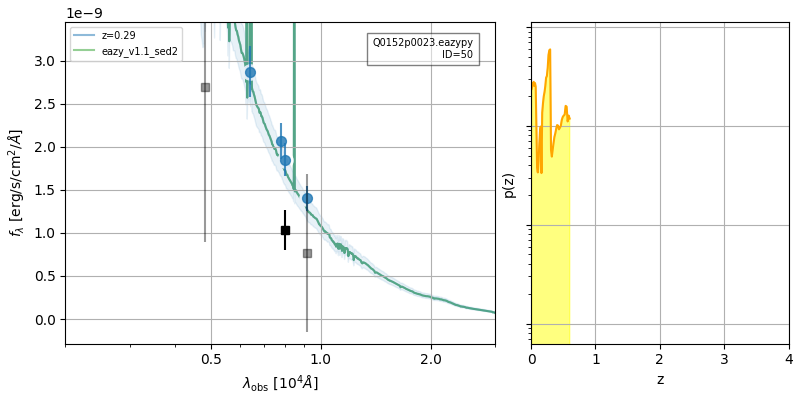 1e−9
z=0.29
eazy_v1.1_sed2
Q0152p0023.eazypy
ID=50
3.0
2.5
2.0
1.5
1.0
0.5
0.0
fλ [erg/s/cm²/Å]
0.5 1.0 2.0
λobs [10⁴Å]
p(z)
0 1 2 3 4
z